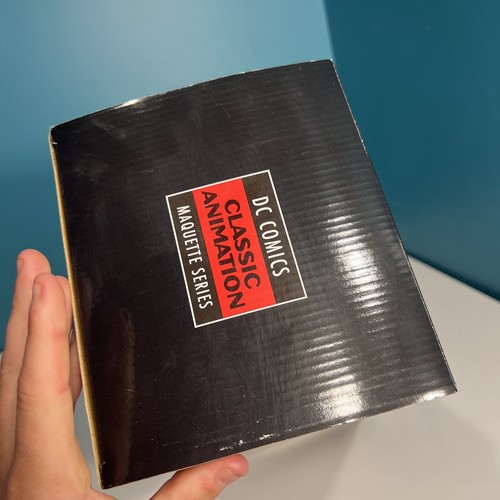 DC COMICS
CLASSIC
ANIMATION
MAQUETTE SERIES